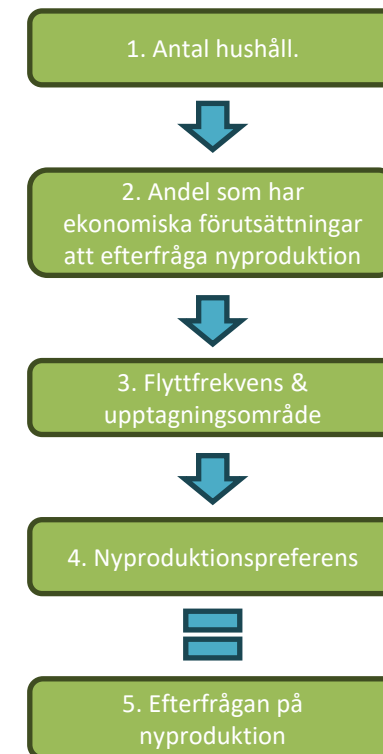 1. Antal hushåll.
2. Andel som har
ekonomiska förutsättningar
att efterfråga nyproduktion
3. Flyttfrekvens &
upptagningsområde
4. Nyproduktionspreferens
5. Efterfrågan på
nyproduktion